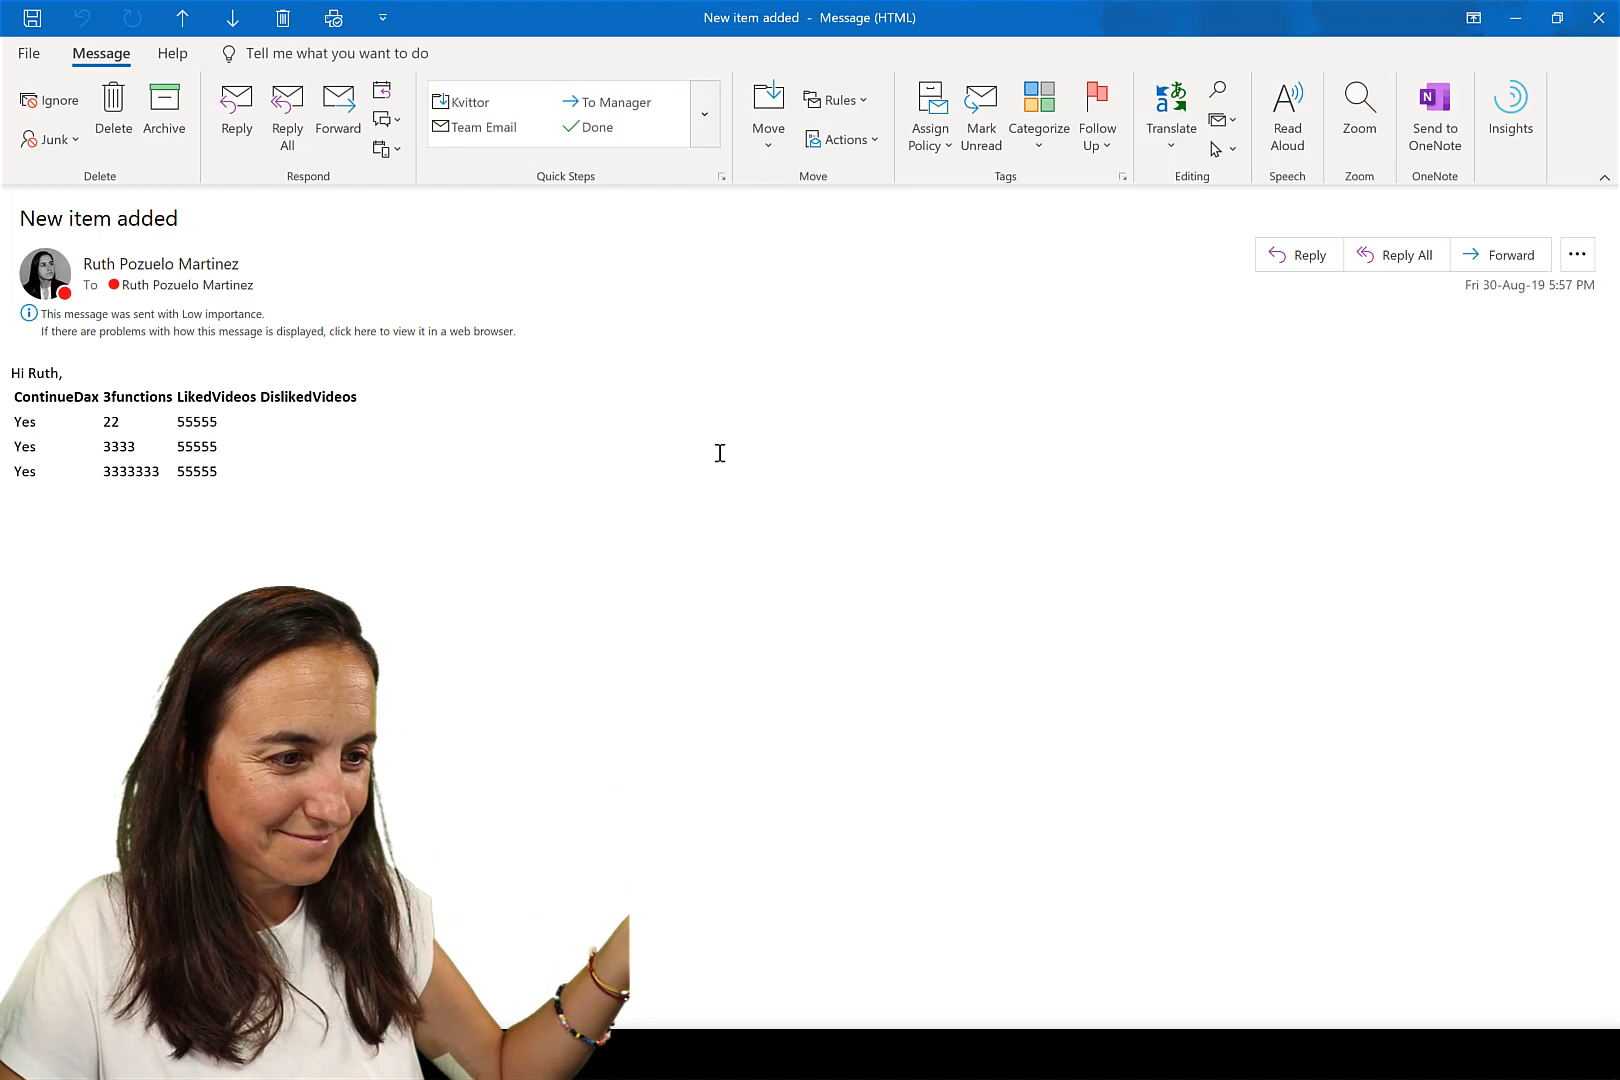 New item added - Message (HTML)
File Message Help Tell me what you want to do
Ignore
Junk
Delete
Archive
Reply
Reply All
Forward
Kvittor
To Manager
Team Email
Done
Move
Rules
Actions
Assign Policy
Mark Unread
Categorize
Follow Up
Translate
Read Aloud
Zoom
Send to OneNote
Insights
Delete Respond Quick Steps Move Tags Editing Speech Zoom OneNote
New item added
Ruth Pozuelo Martinez
To Ruth Pozuelo Martinez
Reply Reply All Forward
Fri 30-Aug-19 5:57 PM
This message was sent with Low importance.
If there are problems with how this message is displayed, click here to view it in a web browser.
Hi Ruth,
ContinueDax 3functions LikedVideos DislikedVideos
Yes 22 55555
Yes 3333 55555
Yes 3333333 55555